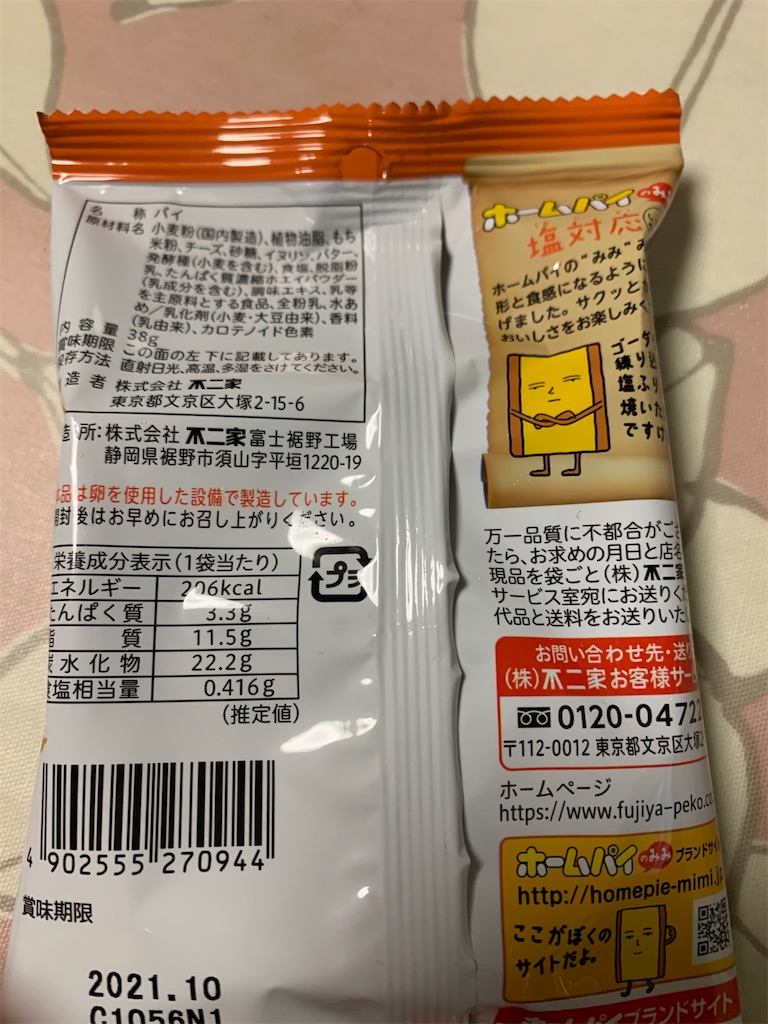 名 称 パイ
原材料名 小麦粉(国内製造)、植物油脂、もち
米粉、チーズ、砂糖、イヌリン、バター、
発酵種(小麦を含む)、食塩、脱脂粉
乳、たんぱく質濃縮ホエイパウダー
(乳成分を含む)、調味エキス、乳等
を主原料とする食品、全粉乳、水あ
め/乳化剤(小麦・大豆由来)、香料
(乳由来)、カロテノイド色素
内容量 38g
賞味期限 この面の左下に記載してあります。
保存方法 直射日光、高温、多湿をさけてください。
造者 株式会社 不二家
東京都文京区大塚2-15-6
造所:株式会社 不二家 富士裾野工場
静岡県裾野市須山字平垣1220-19
本品は卵を使用した設備で製造しています。
開封後はお早めにお召し上がりください。
栄養成分表示(1袋当たり)
エネルギー 206kcal
たんぱく質 3.3g
脂質 11.5g
炭水化物 22.2g
食塩相当量 0.416g
(推定値)
プラ
4 902555 270944
賞味期限
2021.10
C1056N1
ホームパイのみみ
塩対応
ホームパイの"みみ"み
形と食感になるように
げました。サクッとか
おいしさをお楽しみく
ゴーダ
練り込
塩ふり
焼いた
ですけ
万一品質に不都合がござ
たら、お求めの月日と店名
現品を袋ごと(株)不二家
サービス室宛にお送りくだ
代品と送料をお送りいた
お問い合わせ先・送り
(株)不二家お客様サー
0120-0472
〒112-0012 東京都文京区大塚2
ホームページ
https://www.fujiya-peko.co
ホームパイのみみ ブランドサイト
http://homepie-mimi.jp
ここがぼくの
サイトだよ。
パイブランドサイト